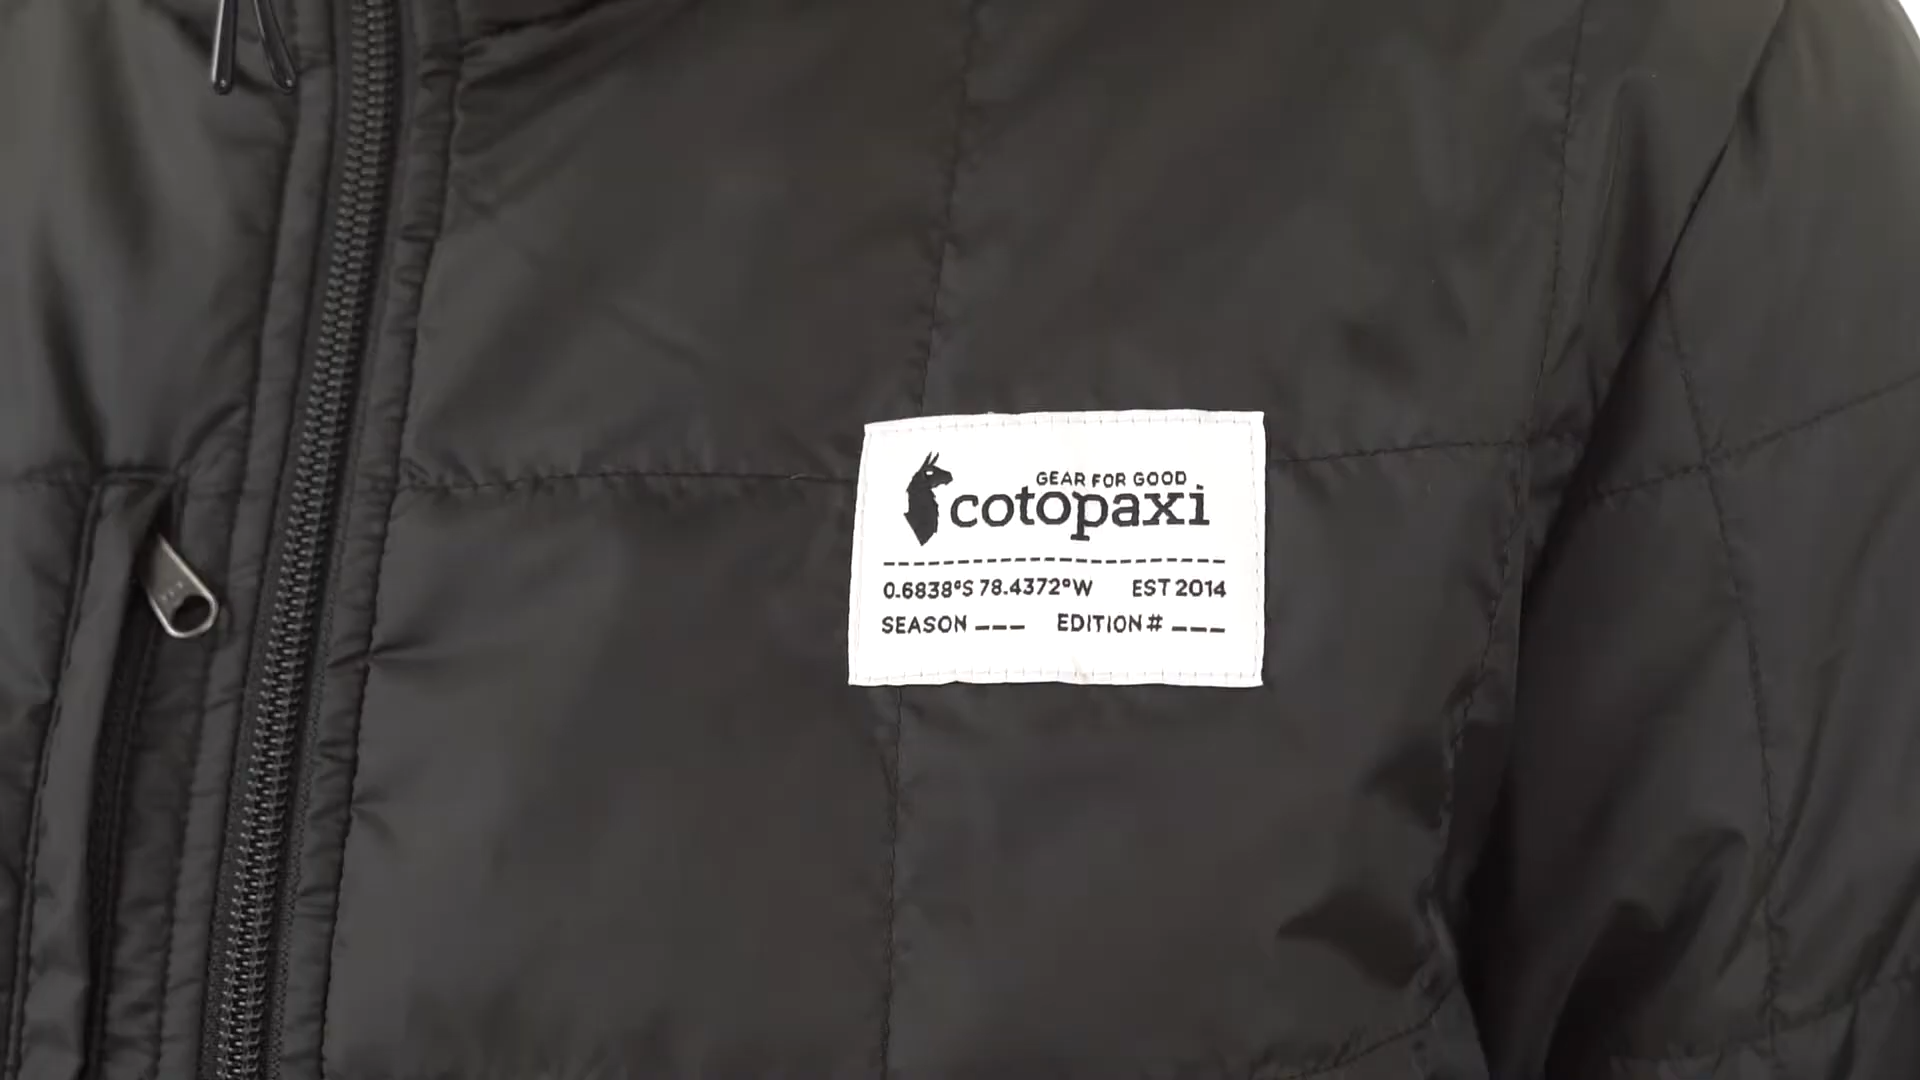 GEAR FOR GOOD
cotopaxi
0.6838°S 78.4372°W EST 2014
SEASON ___ EDITION # ___